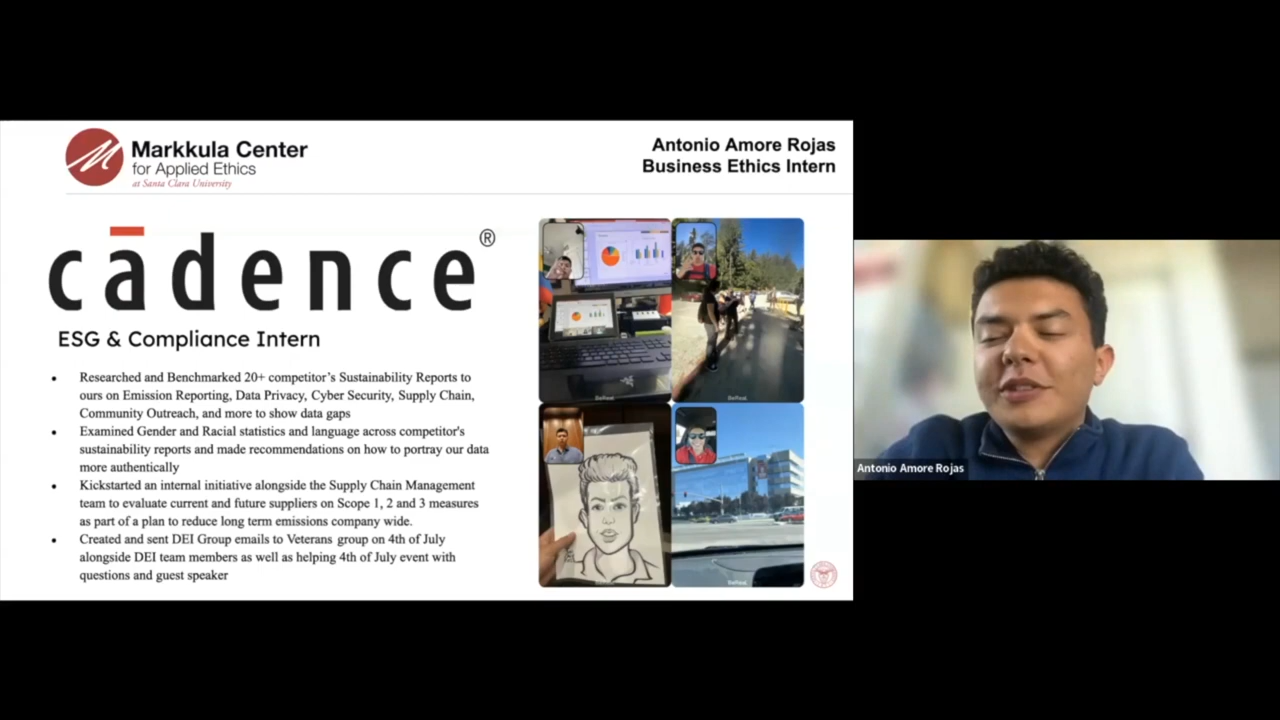 Markkula Center
for Applied Ethics
at Santa Clara University
Antonio Amore Rojas
Business Ethics Intern
cādence®
ESG & Compliance Intern
• Researched and Benchmarked 20+ competitor's Sustainability Reports to
ours on Emission Reporting, Data Privacy, Cyber Security, Supply Chain,
Community Outreach, and more to show data gaps
• Examined Gender and Racial statistics and language across competitor's
sustainability reports and made recommendations on how to portray our data
more authentically
• Kickstarted an internal initiative alongside the Supply Chain Management
team to evaluate current and future suppliers on Scope 1, 2 and 3 measures
as part of a plan to reduce long term emissions company wide.
• Created and sent DEI Group emails to Veterans group on 4th of July
alongside DEI team members as well as helping 4th of July event with
questions and guest speaker
BeReal.
BeReal.
BeReal.
BeReal.
Antonio Amore Rojas